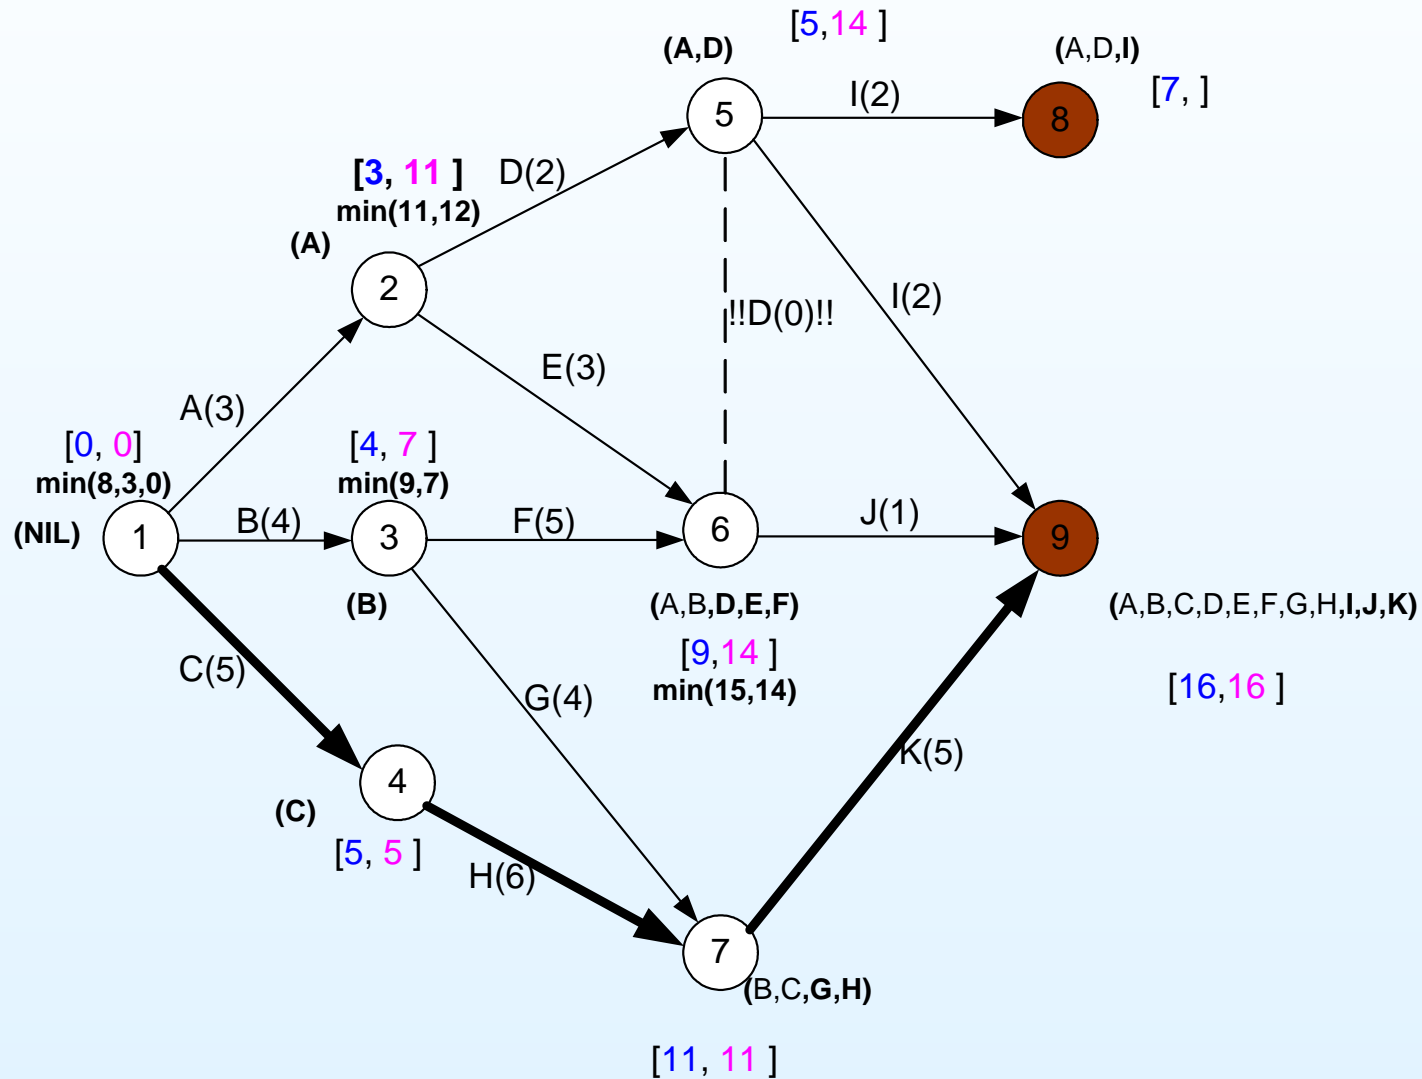 [5,14 ]
(A,D)
(A,D,I)
5
I(2)
8
[7, ]
[3, 11 ]
min(11,12)
D(2)
(A)
2
I(2)
!!D(0)!!
E(3)
A(3)
[0, 0]
min(8,3,0)
(NIL)
1
B(4)
[4, 7 ]
min(9,7)
3
(B)
F(5)
6
J(1)
9
(A,B,D,E,F)
[9,14 ]
min(15,14)
(A,B,C,D,E,F,G,H,I,J,K)
[16,16 ]
C(5)
G(4)
K(5)
4
(C)
[5, 5 ]
H(6)
7
(B,C,G,H)
[11, 11 ]